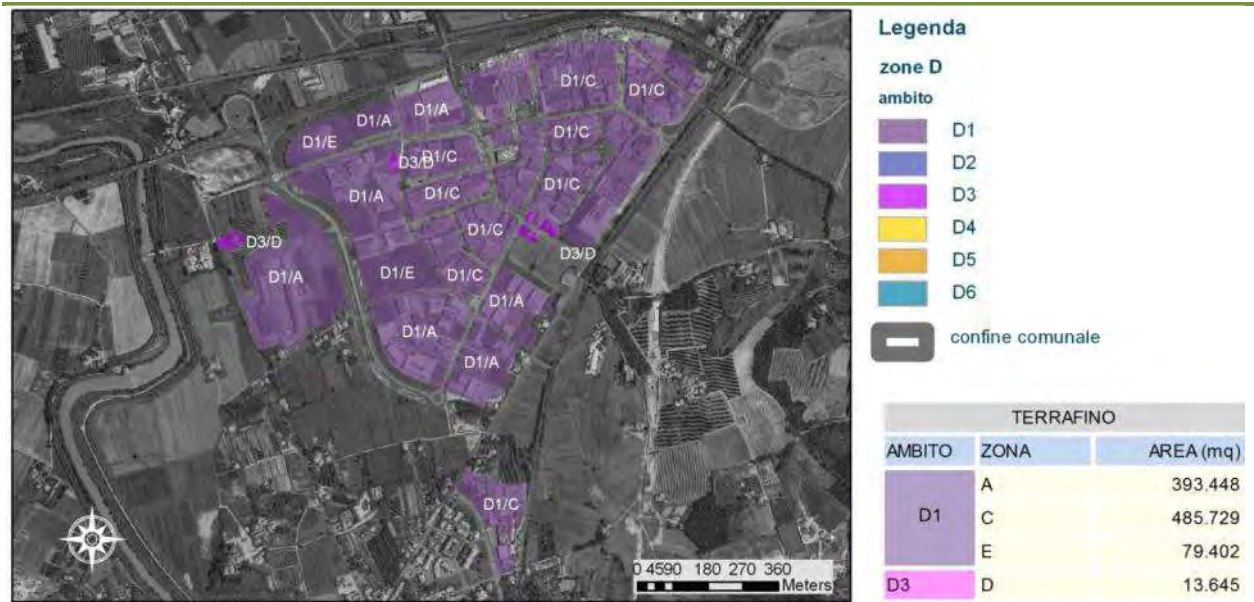 D1/C
D1/C
D1/A
D1/A
D1/E
D1/C
D3/D
D1/C
D1/A
D1/C
D1/C
D1/C
D3/D
D3/D
D1/A
D1/E
D1/C
D1/A
D1/A
D1/A
D1/C
0 4590 180 270 360
Meters
Legenda
zone D
ambito
D1
D2
D3
D4
D5
D6
confine comunale
TERRAFINO
AMBITO ZONA AREA (mq)
D1
A 393.448
C 485.729
E 79.402
D3 D 13.645